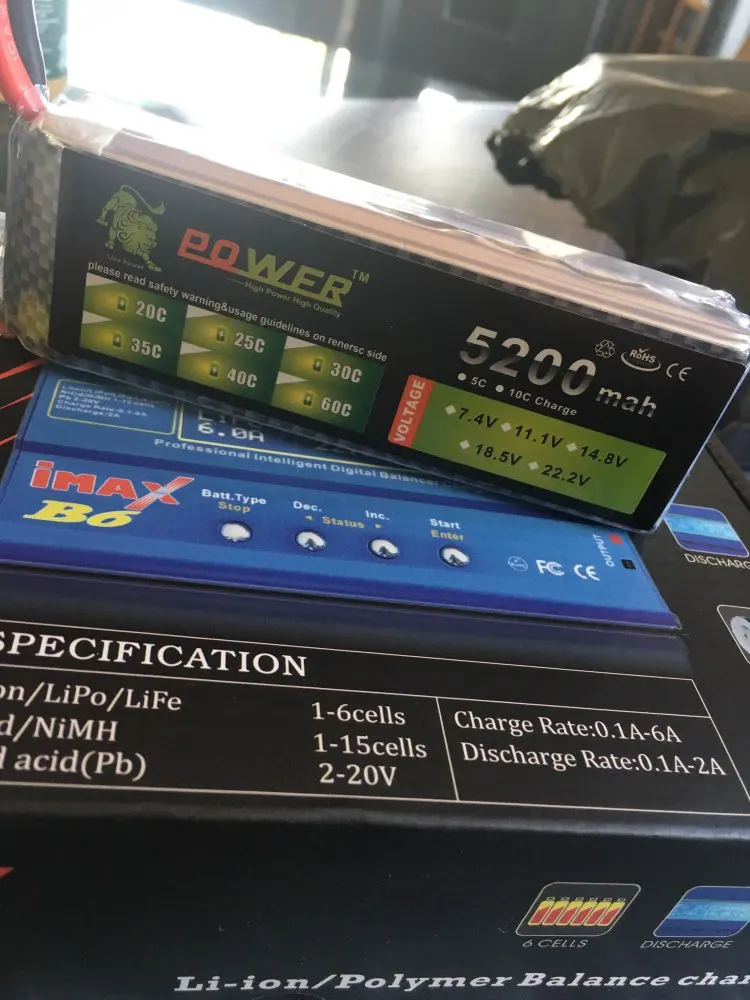 Lion Power
POWER™
High Power High Quality
please read safety warning&usage guidelines on renersc side
20C
25C
30C
35C
40C
60C
5200mah
RoHS
CE
5C
10C Charge
VOLTAGE
7.4V
11.1V
14.8V
18.5V
22.2V
6.0A
Professional Intelligent Digital Balance
iMAX
B6
Batt.Type
Stop
Dec.
Inc.
Status
Start
Enter
FC CE
OUTPUT
DISCHARG
SPECIFICATION
on/LiPo/LiFe
1-6cells
d/NiMH
1-15cells
acid(Pb)
2-20V
Charge Rate:0.1A-6A
Discharge Rate:0.1A-2A
6 CELLS
DISCHARGE
Li-ion/Polymer Balance cha